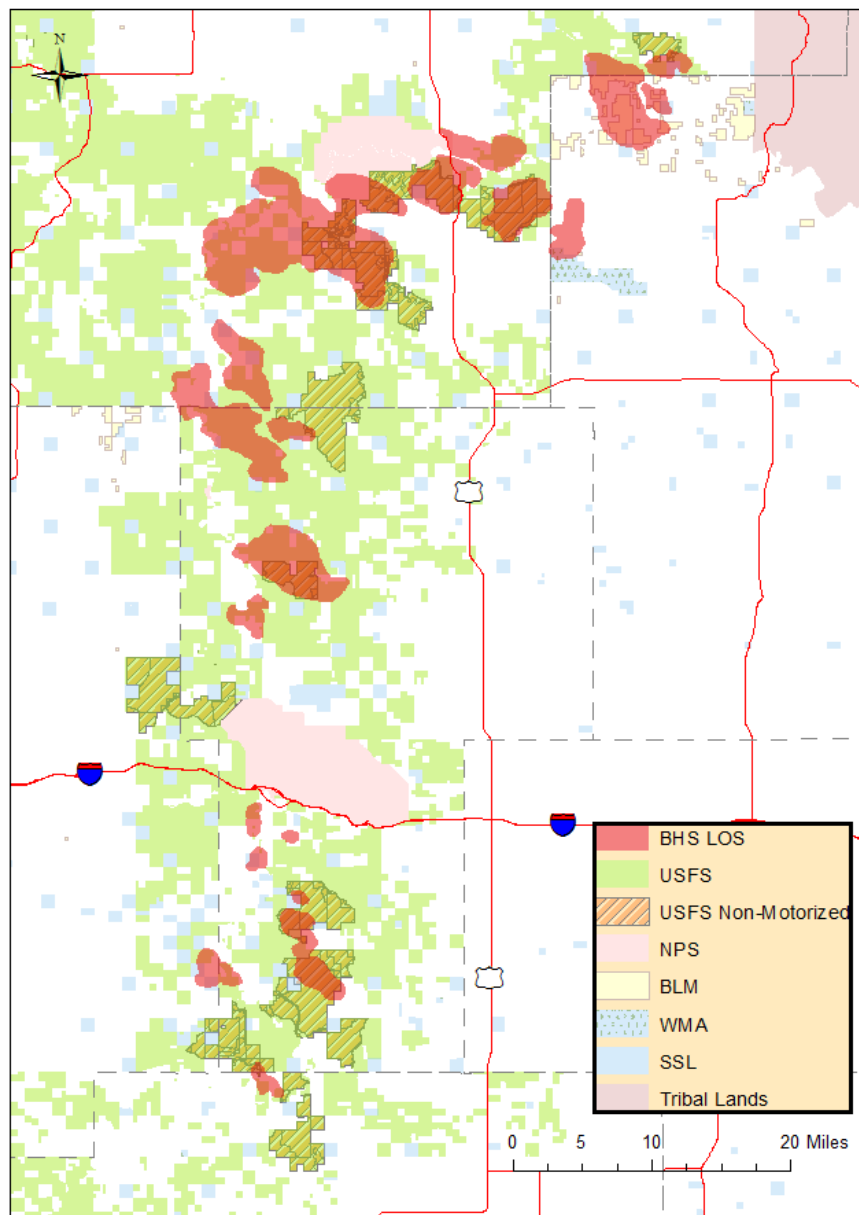 N
BHS LOS
USFS
USFS Non-Motorized
NPS
BLM
WMA
SSL
Tribal Lands
0 5 10 20 Miles